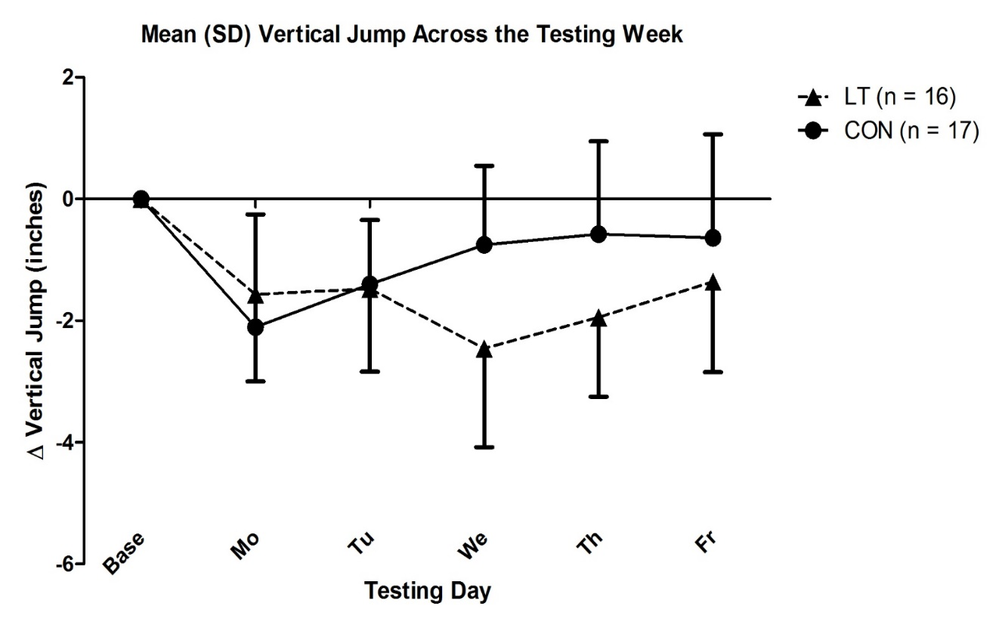 Mean (SD) Vertical Jump Across the Testing Week
LT (n = 16)
CON (n = 17)
Δ Vertical Jump (inches)
2
0
-2
-4
-6
Base
Mo
Tu
We
Th
Fr
Testing Day